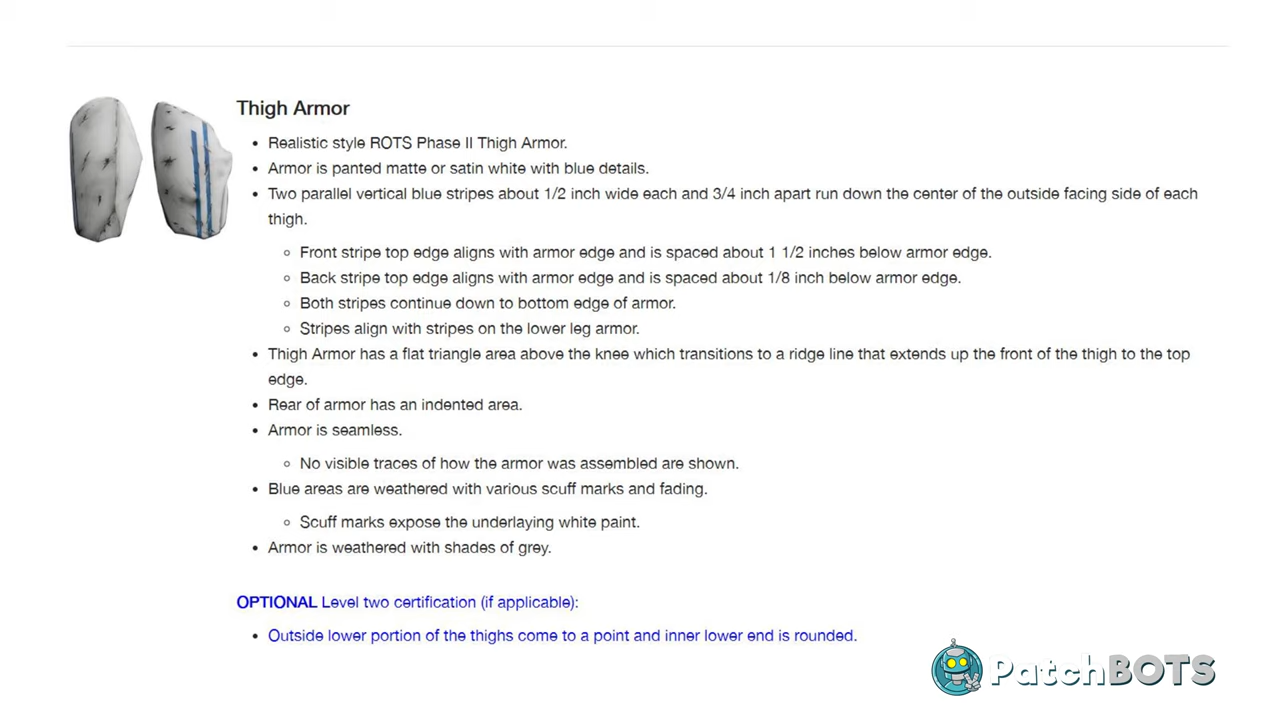 Thigh Armor
• Realistic style ROTS Phase II Thigh Armor.
• Armor is panted matte or satin white with blue details.
• Two parallel vertical blue stripes about 1/2 inch wide each and 3/4 inch apart run down the center of the outside facing side of each
thigh.
◦ Front stripe top edge aligns with armor edge and is spaced about 1 1/2 inches below armor edge.
◦ Back stripe top edge aligns with armor edge and is spaced about 1/8 inch below armor edge.
◦ Both stripes continue down to bottom edge of armor.
◦ Stripes align with stripes on the lower leg armor.
• Thigh Armor has a flat triangle area above the knee which transitions to a ridge line that extends up the front of the thigh to the top
edge.
• Rear of armor has an indented area.
• Armor is seamless.
◦ No visible traces of how the armor was assembled are shown.
• Blue areas are weathered with various scuff marks and fading.
◦ Scuff marks expose the underlaying white paint.
• Armor is weathered with shades of grey.
OPTIONAL Level two certification (if applicable):
• Outside lower portion of the thighs come to a point and inner lower end is rounded.
PatchBOTS